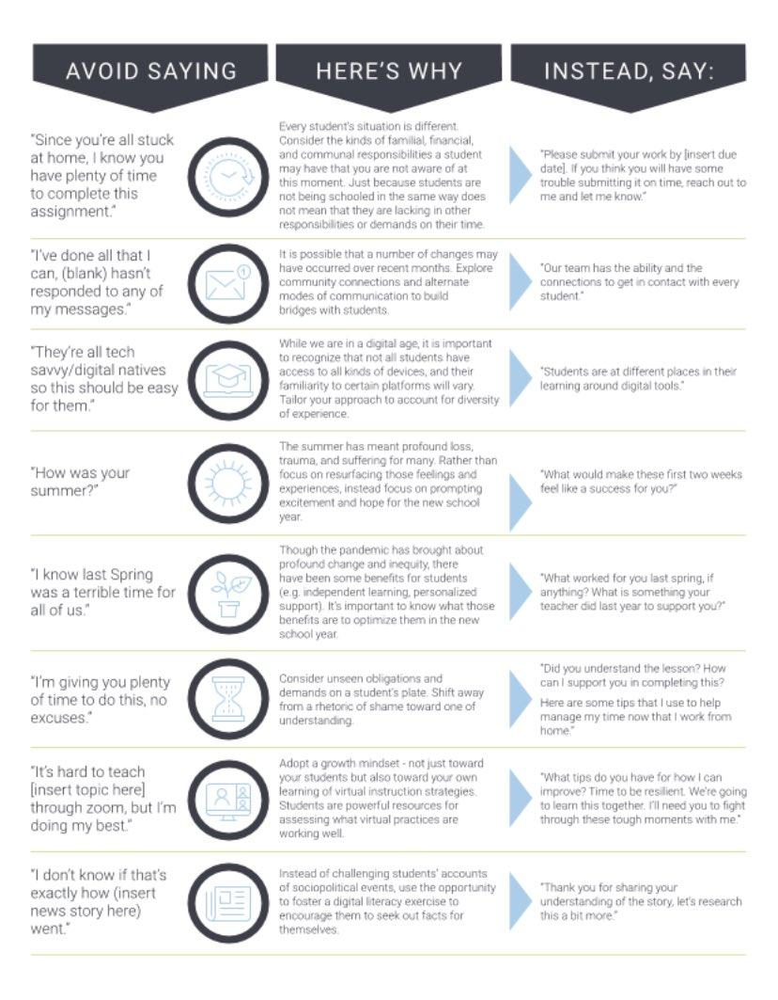 AVOID SAYING
HERE'S WHY
INSTEAD, SAY:
"Since you're all stuck
at home, I know you
have plenty of time
to complete this
assignment."
Every student's situation is different.
Consider the kinds of familial, financial,
and communal responsibilities a student
may have that you are not aware of at
this moment. Just because students are
not being schooled in the same way does
not mean that they are lacking in other
responsibilities or demands on their time.
"Please submit your work by [insert due
date]. If you think you will have some
trouble submitting it on time, reach out to
me and let me know."
"I've done all that I
can, (blank) hasn't
responded to any of
my messages."
1
It is possible that a number of changes may
have occurred over recent months. Explore
community connections and alternate
modes of communication to build
bridges with students.
"Our team has the ability and the
connections to get in contact with every
student."
"They're all tech
savvy/digital natives
so this should be easy
for them."
While we are in a digital age, it is important
to recognize that not all students have
access to all kinds of devices, and their
familiarity to certain platforms will vary.
Tailor your approach to account for diversity
of experience.
"Students are at different places in their
learning around digital tools."
"How was your
summer?"
The summer has meant profound loss,
trauma, and suffering for many. Rather than
focus on resurfacing those feelings and
experiences, instead focus on prompting
excitement and hope for the new school
year.
"What would make these first two weeks
feel like a success for you?"
"I know last Spring
was a terrible time for
all of us."
Though the pandemic has brought about
profound change and inequity, there
have been some benefits for students
(e.g. independent learning, personalized
support). It's important to know what those
benefits are to optimize them in the new
school year.
"What worked for you last spring, if
anything? What is something your
teacher did last year to support you?"
"I'm giving you plenty
of time to do this, no
excuses."
Consider unseen obligations and
demands on a student's plate. Shift away
from a rhetoric of shame toward one of
understanding.
"Did you understand the lesson? How
can I support you in completing this?
Here are some tips that I use to help
manage my time now that I work from
home."
"It's hard to teach
[insert topic here]
through zoom, but I'm
doing my best."
Adopt a growth mindset - not just toward
your students but also toward your own
learning of virtual instruction strategies.
Students are powerful resources for
assessing what virtual practices are
working well.
"What tips do you have for how I can
improve? Time to be resilient. We're going
to learn this together. I'll need you to fight
through these tough moments with me."
"I don't know if that's
exactly how (insert
news story here)
went."
Instead of challenging students' accounts
of sociopolitical events, use the opportunity
to foster a digital literacy exercise to
encourage them to seek out facts for
themselves.
"Thank you for sharing your
understanding of the story, let's research
this a bit more."